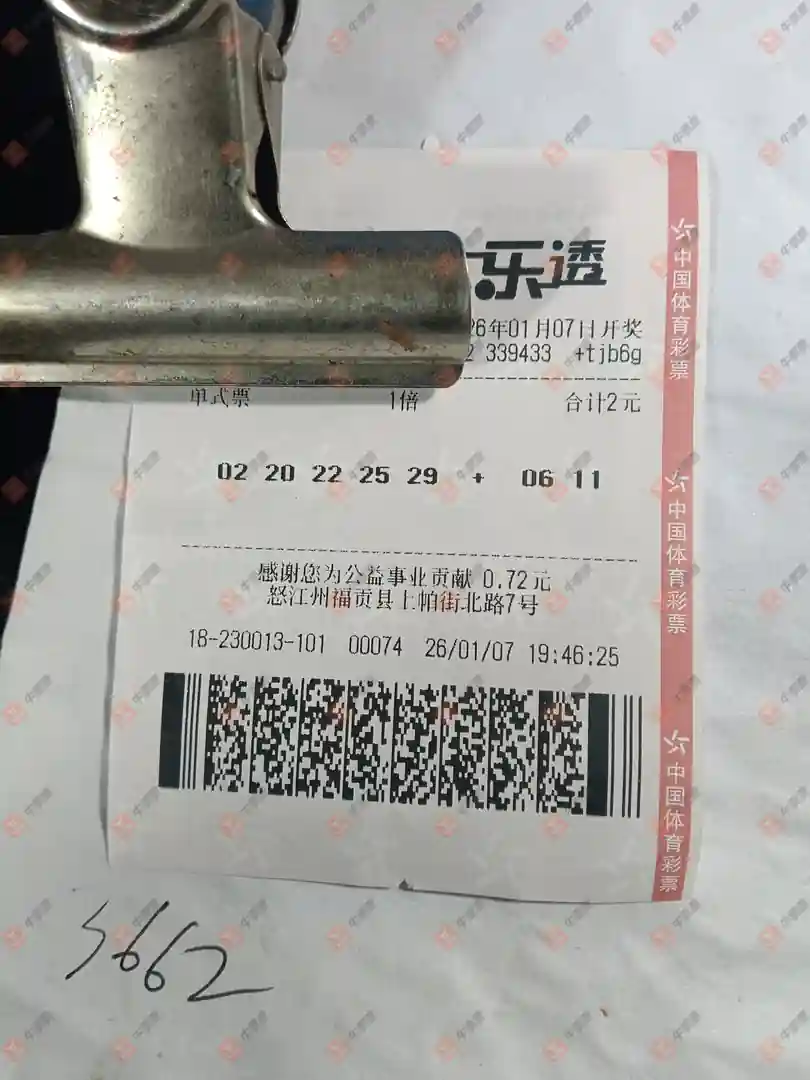 乐透
26年01月07日开奖
2 339433 +tjb6g
单式票 1倍 合计2元
02 20 22 25 29 + 06 11
感谢您为公益事业贡献 0.72元
怒江州福贡县上帕街北路7号
18-230013-101 00074 26/01/07 19:46:25
中国体育彩票
中国体育彩票
中国体育彩票
5662